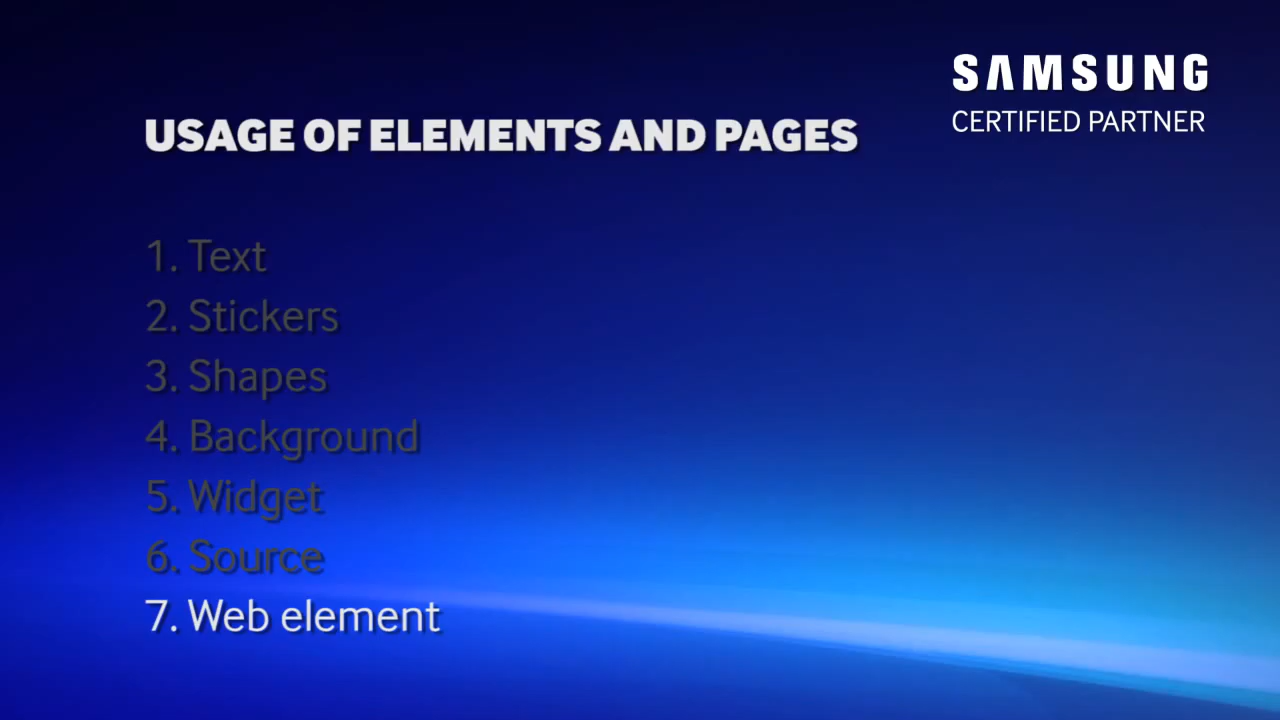 SAMSUNG
CERTIFIED PARTNER
USAGE OF ELEMENTS AND PAGES
1. Text
2. Stickers
3. Shapes
4. Background
5. Widget
6. Source
7. Web element